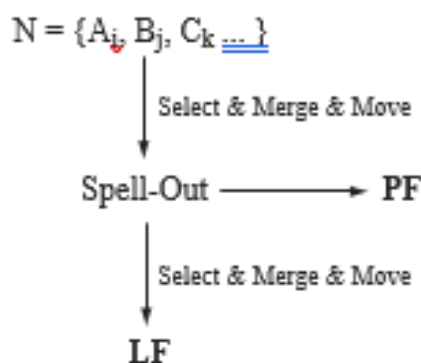 N = {Ai, Bj, Ck ... }
Select & Merge & Move
Spell-Out PF
Select & Merge & Move
LF